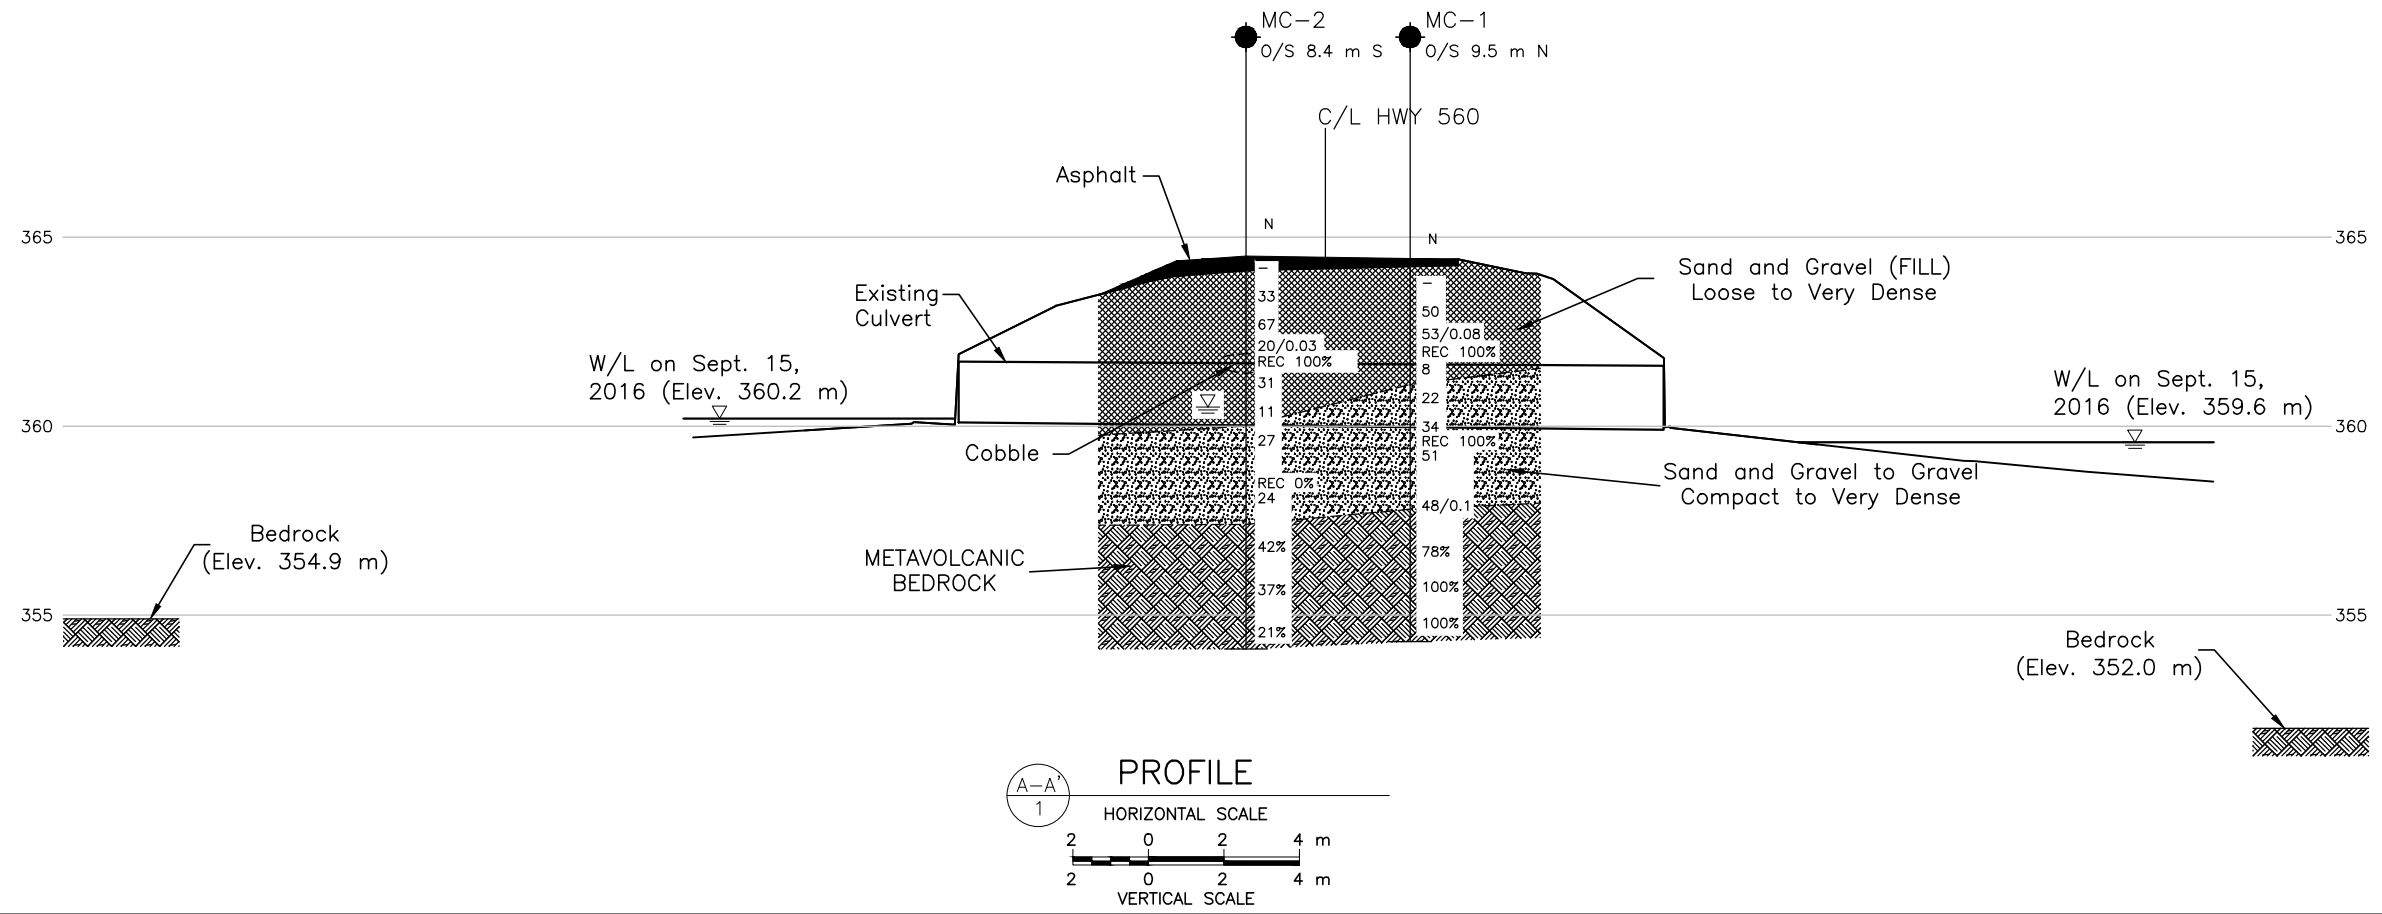 MC-2
O/S 8.4 m S
MC-1
O/S 9.5 m N
C/L HWY 560
Asphalt
N
N
365
365
Sand and Gravel (FILL)
Loose to Very Dense
Existing
Culvert
33
67
20/0.03
REC 100%
31
11
27
REC 0%
24
42%
37%
21%
50
53/0.08
REC 100%
8
22
34
REC 100%
51
48/0.1
78%
100%
100%
W/L on Sept. 15,
2016 (Elev. 360.2 m)
W/L on Sept. 15,
2016 (Elev. 359.6 m)
360
360
Cobble
Sand and Gravel to Gravel
Compact to Very Dense
Bedrock
(Elev. 354.9 m)
METAVOLCANIC
BEDROCK
355
355
Bedrock
(Elev. 352.0 m)
A-A'
1
PROFILE
HORIZONTAL SCALE
2 0 2 4 m
2 0 2 4 m
VERTICAL SCALE